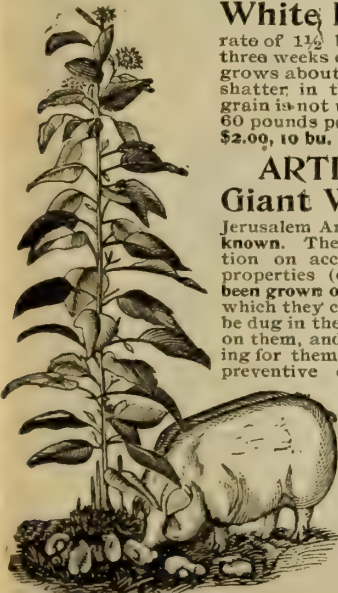 White
rate of 1½
three weeks
grows about
shatter in t
grain is not
60 pounds p
$2.00, 10 bu.
ARTI
Giant
Jerusalem Ar
known. The
tion on acc
properties (
been grown o
which they c
be dug in the
on them, and
ing for them
preventive